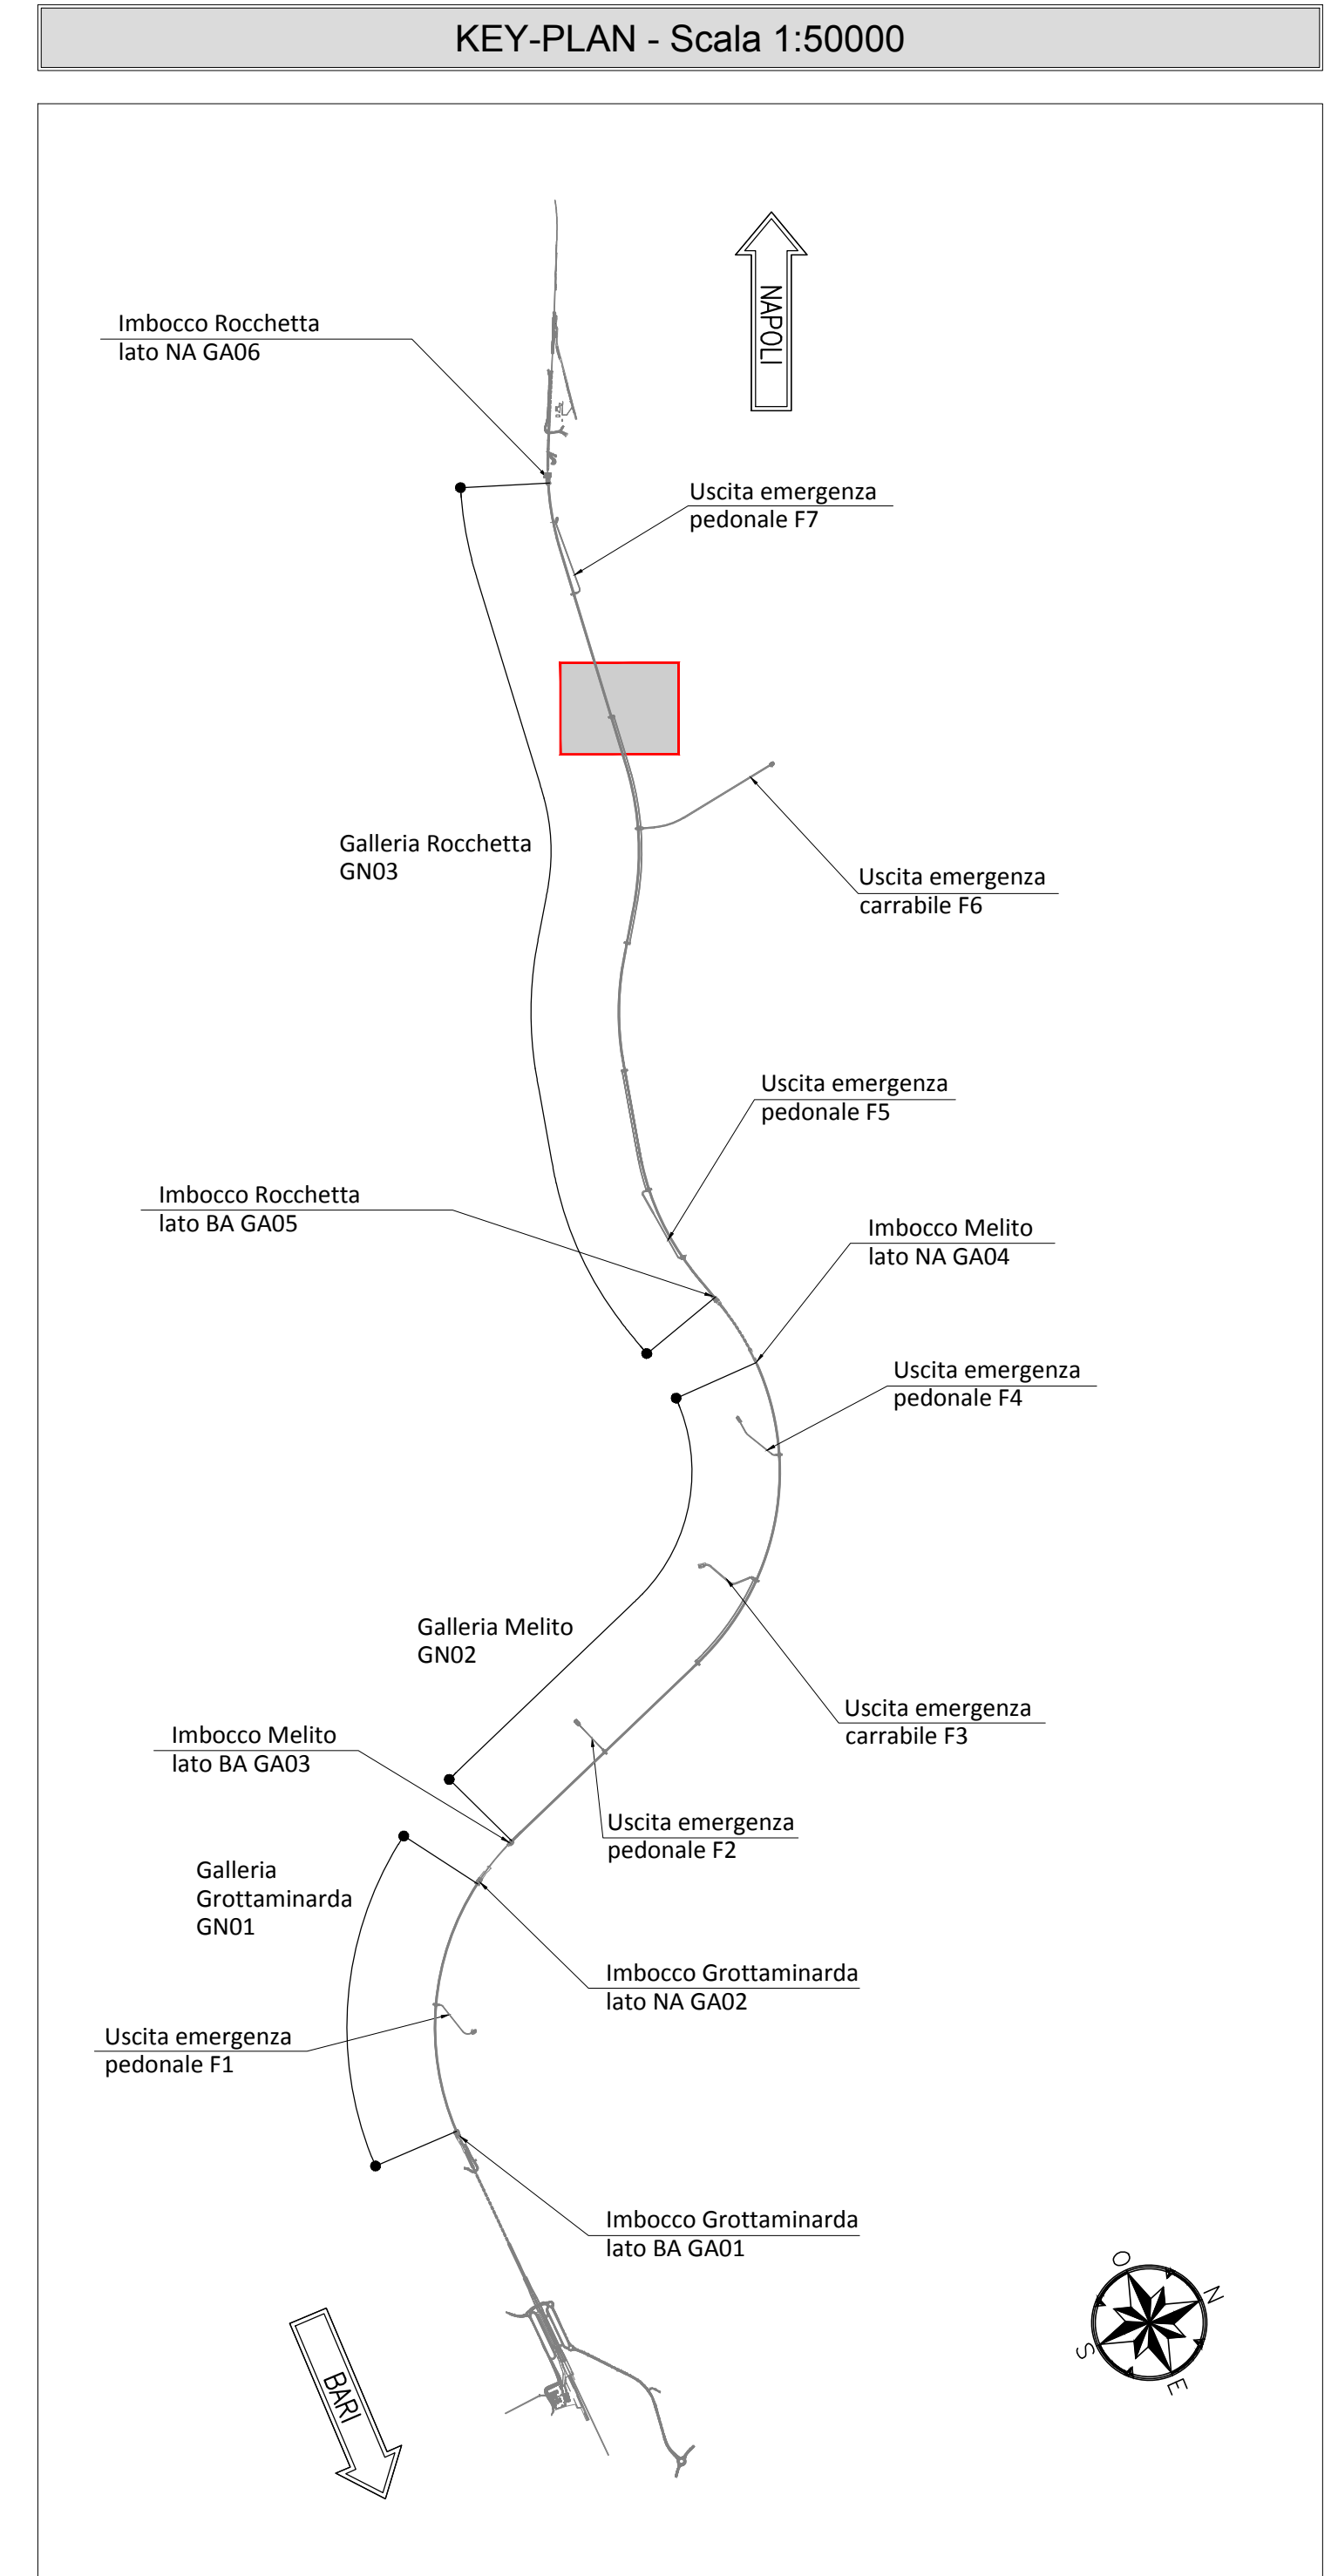 KEY-PLAN - Scala 1:50000
NAPOLI
Imbocco Rocchetta
lato NA GA06
Uscita emergenza
pedonale F7
Galleria Rocchetta
GN03
Uscita emergenza
carrabile F6
Uscita emergenza
pedonale F5
Imbocco Rocchetta
lato BA GA05
Imbocco Melito
lato NA GA04
Uscita emergenza
pedonale F4
Galleria Melito
GN02
Uscita emergenza
carrabile F3
Imbocco Melito
lato BA GA03
Uscita emergenza
pedonale F2
Galleria
Grottaminarda
GN01
Imbocco Grottaminarda
lato NA GA02
Uscita emergenza
pedonale F1
Imbocco Grottaminarda
lato BA GA01
O
N
S
E
BARI